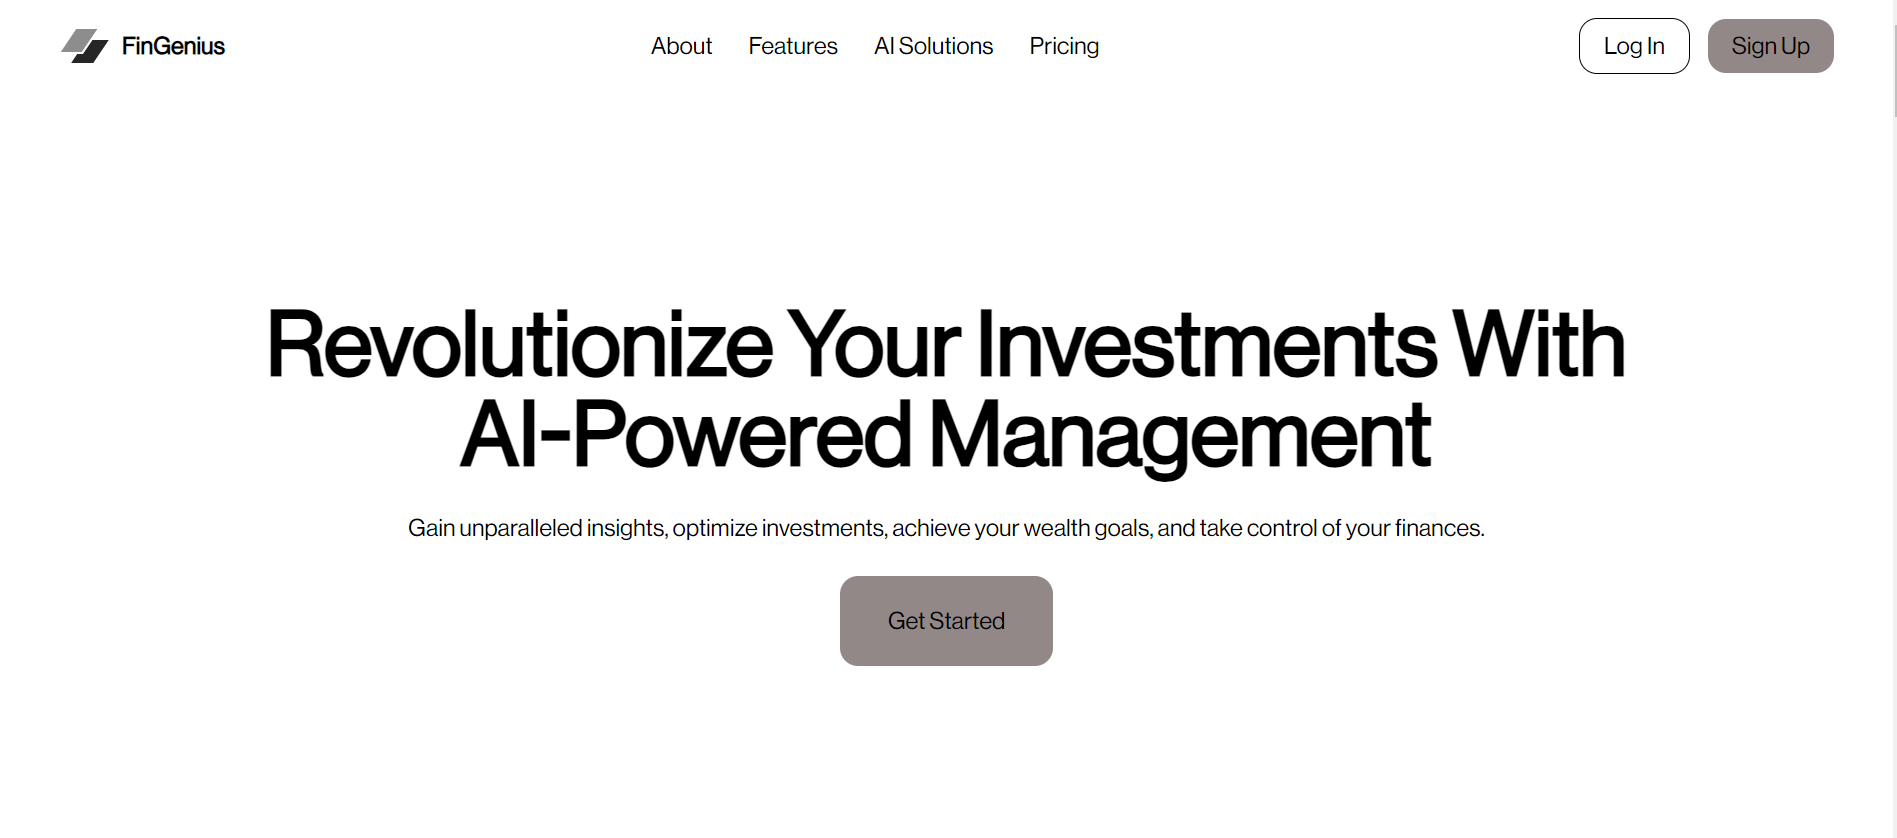 FinGenius
About
Features
AI Solutions
Pricing
Log In
Sign Up
Revolutionize Your Investments With
AI-Powered Management
Gain unparalleled insights, optimize investments, achieve your wealth goals, and take control of your finances.
Get Started